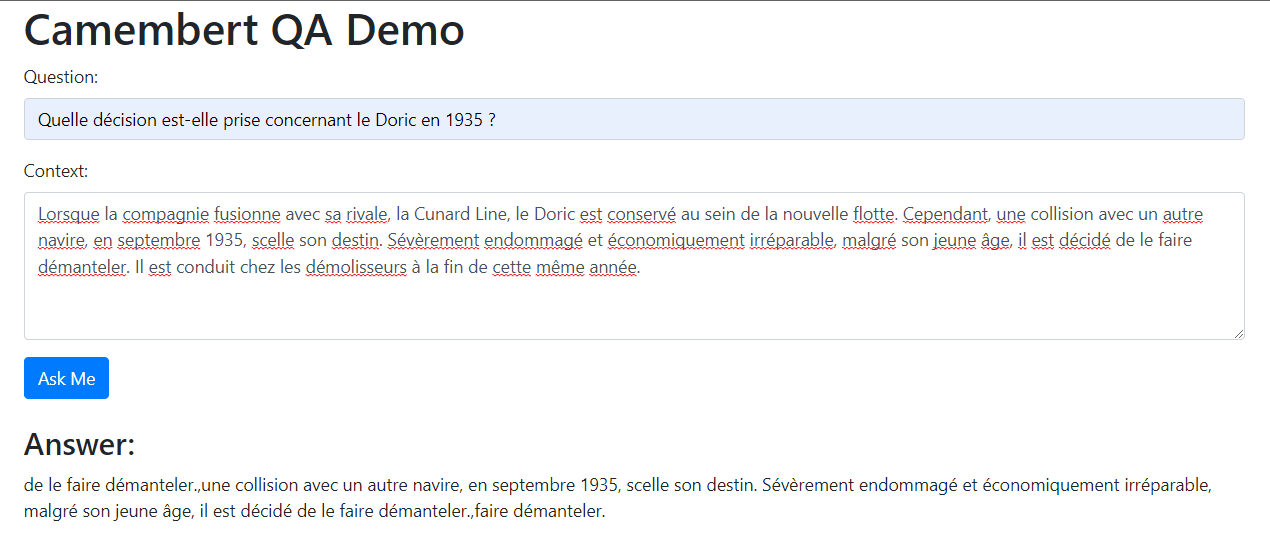 Camembert QA Demo
Question:
Quelle décision est-elle prise concernant le Doric en 1935 ?
Context:
Lorsque la compagnie fusionne avec sa rivale, la Cunard Line, le Doric est conservé au sein de la nouvelle flotte. Cependant, une collision avec un autre
navire, en septembre 1935, scelle son destin. Sévèrement endommagé et économiquement irréparable, malgré son jeune âge, il est décidé de le faire
démanteler. Il est conduit chez les démolisseurs à la fin de cette même année.
Ask Me
Answer:
de le faire démanteler.,une collision avec un autre navire, en septembre 1935, scelle son destin. Sévèrement endommagé et économiquement irréparable,
malgré son jeune âge, il est décidé de le faire démanteler.,faire démanteler.